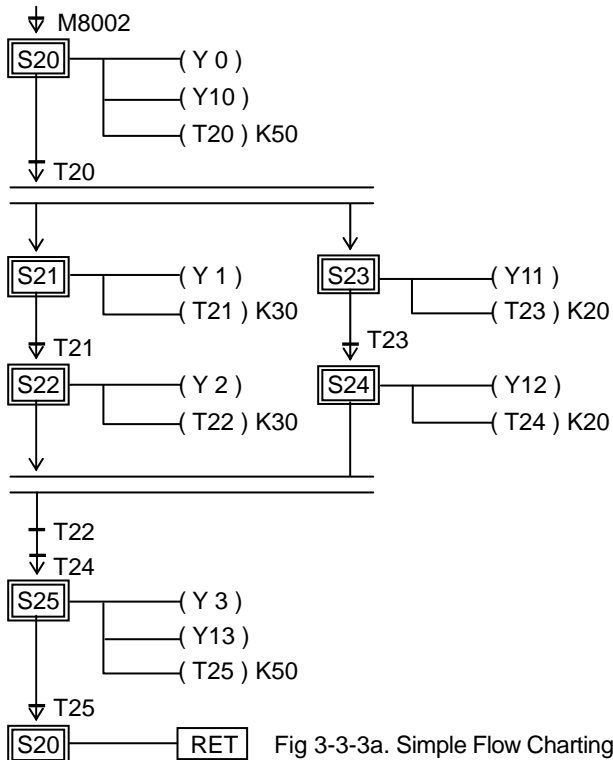 M8002
S20 ( Y 0 )
( Y10 )
( T20 ) K50
T20
S21 ( Y 1 ) S23 ( Y11 )
( T21 ) K30 ( T23 ) K20
T21 T23
S22 ( Y 2 ) S24 ( Y12 )
( T22 ) K30 ( T24 ) K20
T22
T24
S25 ( Y 3 )
( Y13 )
( T25 ) K50
T25
S20 RET Fig 3-3-3a. Simple Flow Charting